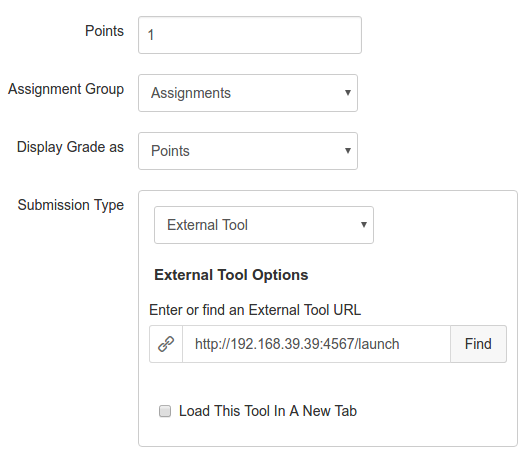 Points 1
Assignment Group Assignments
Display Grade as Points
Submission Type
External Tool
External Tool Options
Enter or find an External Tool URL
http://192.168.39.39:4567/launch Find
Load This Tool In A New Tab